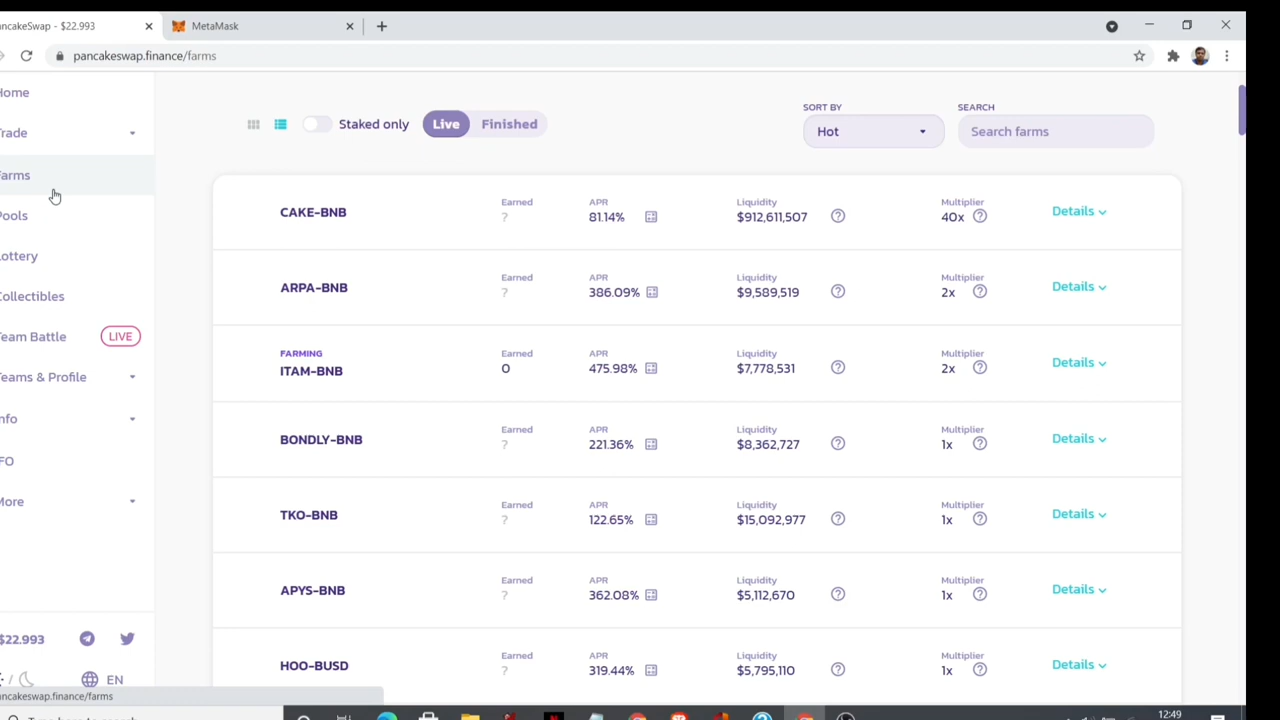 ancakeSwap - $22.993
MetaMask
pancakeswap.finance/farms
Home
Trade
Farms
Pools
Lottery
Collectibles
Team Battle LIVE
Teams & Profile
Info
IFO
More
$22.993
/
EN
ancakeswap.finance/farms
Staked only
Live
Finished
SORT BY
Hot
SEARCH
Search farms
CAKE-BNB
Earned
?
APR
81.14%
Liquidity
$912,611,507
Multiplier
40x
Details
ARPA-BNB
Earned
?
APR
386.09%
Liquidity
$9,589,519
Multiplier
2x
Details
FARMING
ITAM-BNB
Earned
0
APR
475.98%
Liquidity
$7,778,531
Multiplier
2x
Details
BONDLY-BNB
Earned
?
APR
221.36%
Liquidity
$8,362,727
Multiplier
1x
Details
TKO-BNB
Earned
?
APR
122.65%
Liquidity
$15,092,977
Multiplier
1x
Details
APYS-BNB
Earned
?
APR
362.08%
Liquidity
$5,112,670
Multiplier
1x
Details
HOO-BUSD
Earned
?
APR
319.44%
Liquidity
$5,795,110
Multiplier
1x
Details
12:49